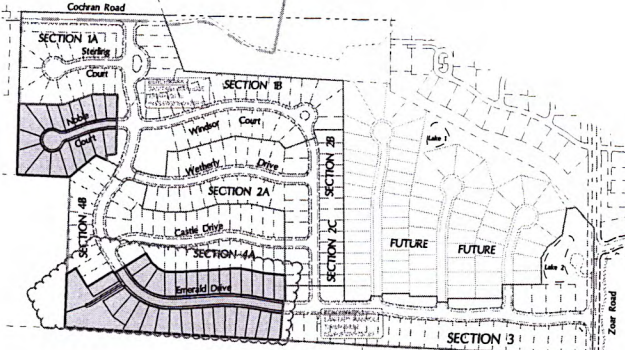 Cochran Road
SECTION 1A
Sterling
Court
SECTION 1B
Noble
Court
Windsor Court
SECTION 2B
Lake 1
Wetherly Drive
SECTION 2A
SECTION 4B
Castle Drive
SECTION 2C
FUTURE
FUTURE
SECTION 4A
Lake 2
Emerald Drive
Zoar Road
SECTION 3